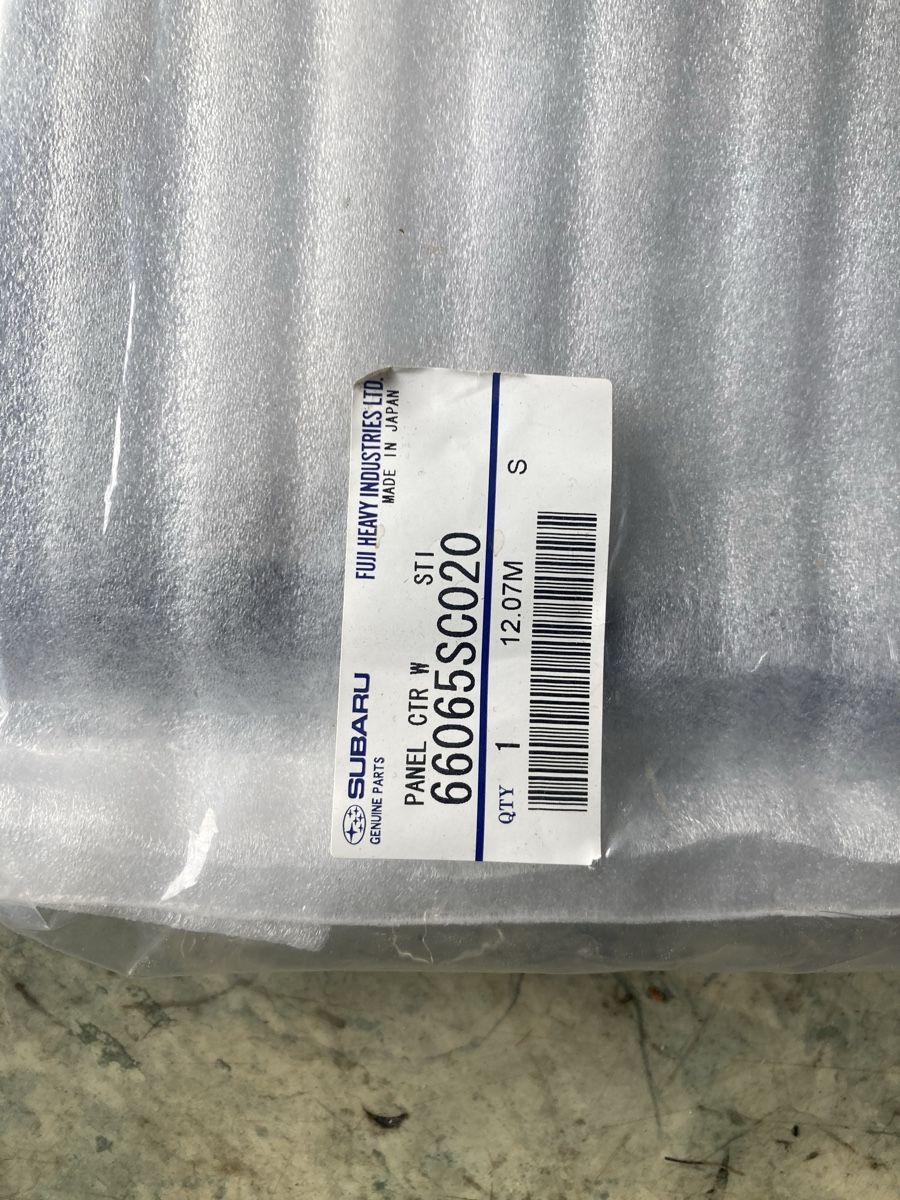 SUBARU
GENUINE PARTS
FUJI HEAVY INDUSTRIES LTD.
MADE IN JAPAN
PANEL CTR W STI
66065SC020
QTY 1 12.07M S